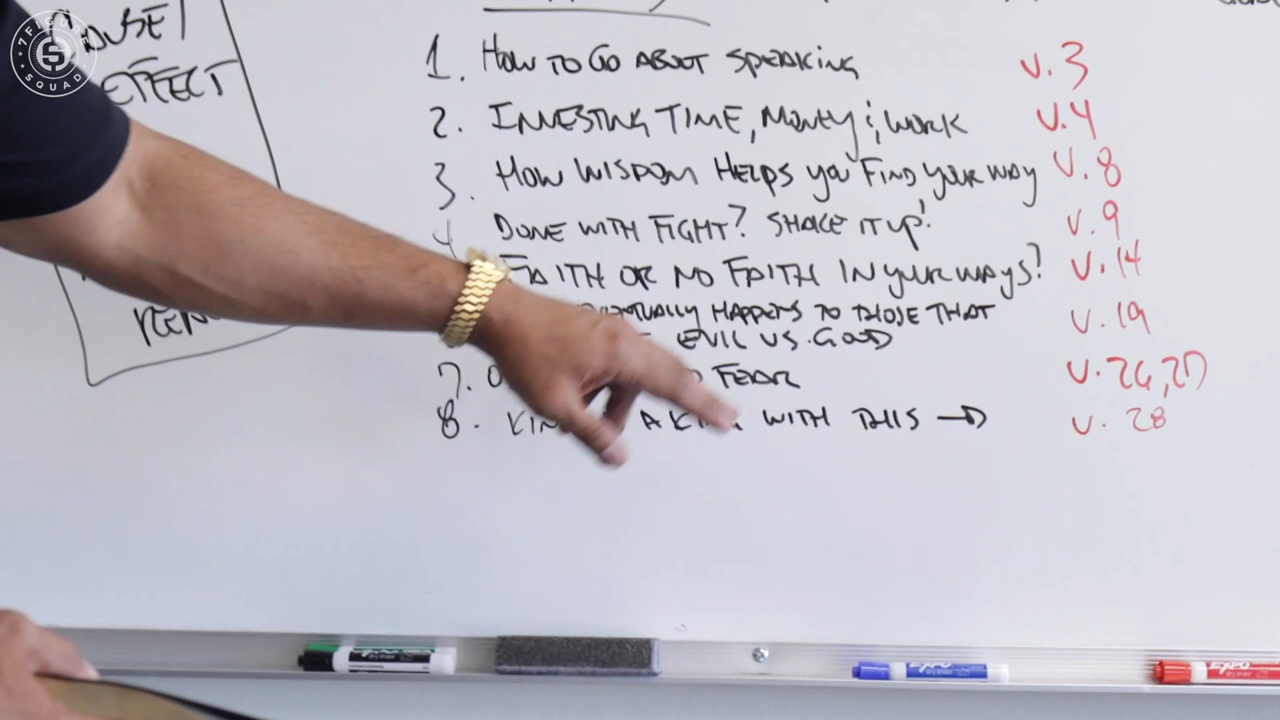 7 FIGURE SQUAD
EFFECT
1. HOW TO GO ABOUT SPEAKING v.3
2. INVESTING TIME, MONEY & WORK v.4
3. HOW WISDOM HELPS YOU FIND YOUR WAY v.8
4 DONE WITH FIGHT? SHAKE IT UP! v.9
FAITH OR NO FAITH IN YOUR WAYS? v.14
HAPPENS TO THOSE THAT v.19
EVIL VS. GOOD
7. FEAR v.26,27
8. A WITH THIS → v.28
EXPO
EXPO